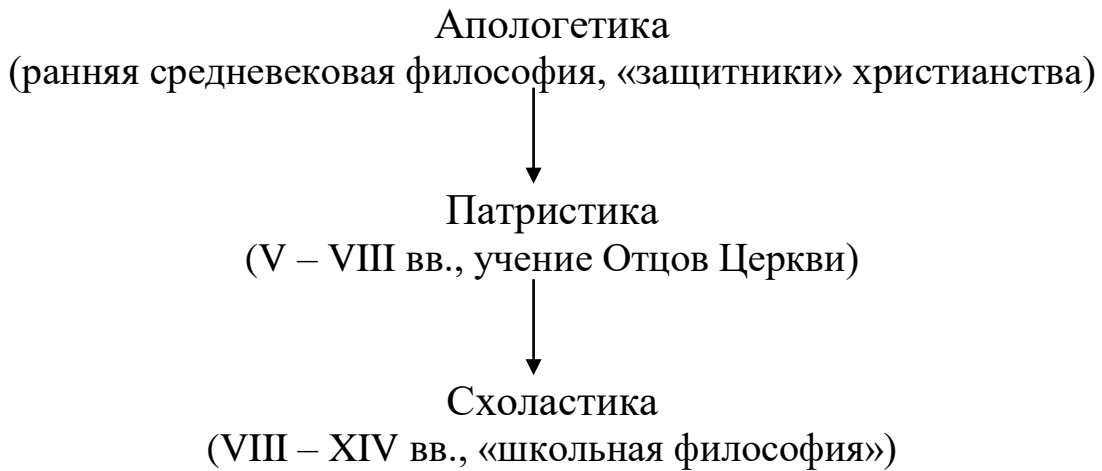 Апологетика
(ранняя средневековая философия, «защитники» христианства)
Патристика
(V – VIII вв., учение Отцов Церкви)
Схоластика
(VIII – XIV вв., «школьная философия»)